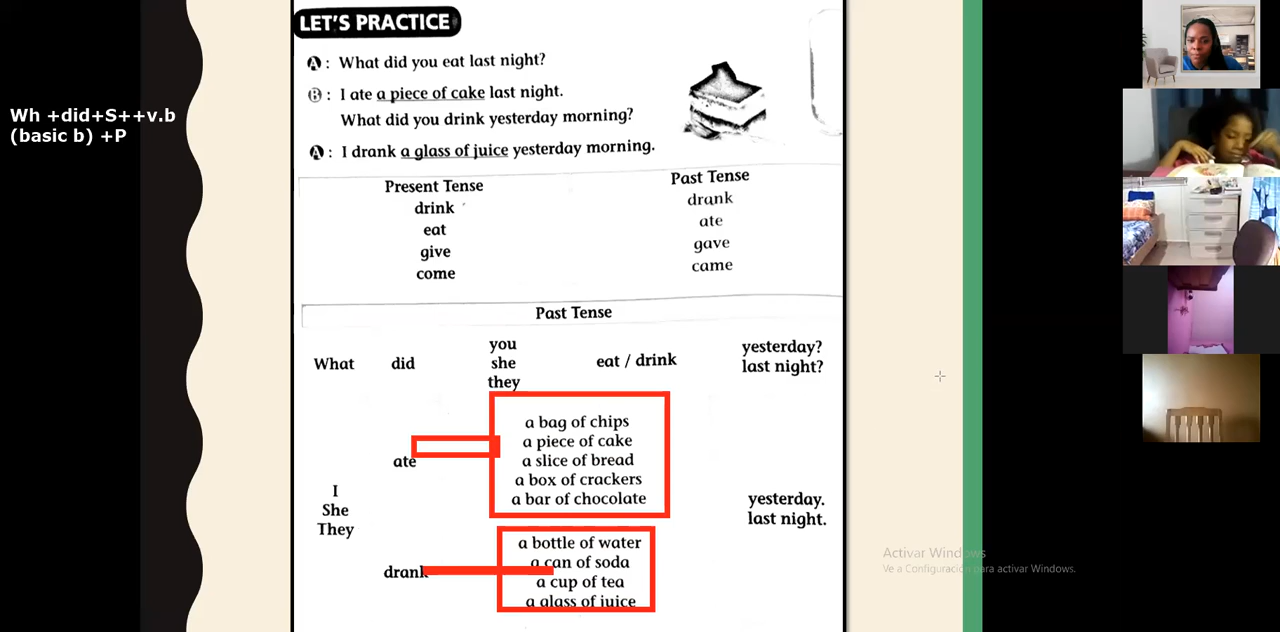 LET'S PRACTICE
A : What did you eat last night?
B : I ate a piece of cake last night.
What did you drink yesterday morning?
A : I drank a glass of juice yesterday morning.
Wh +did+S++v.b
(basic b) +P
Present Tense Past Tense
drink drank
eat ate
give gave
come came
Past Tense
What did you she they eat / drink yesterday? last night?
I
She
They
ate
a bag of chips
a piece of cake
a slice of bread
a box of crackers
a bar of chocolate
drank
a bottle of water
a can of soda
a cup of tea
a glass of juice
yesterday.
last night.
Activar Windows
Ve a Configuración para activar Windows.